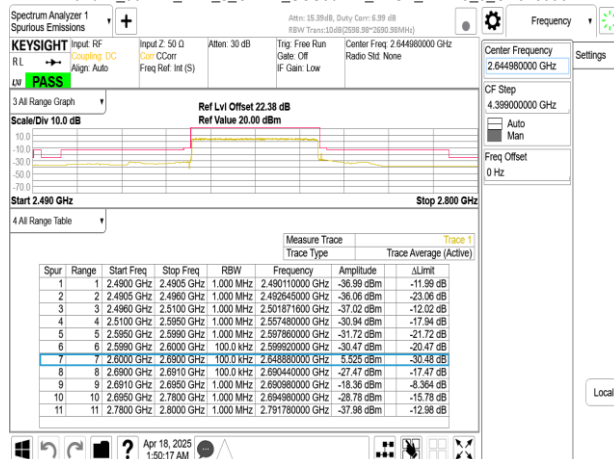 Spectrum Analyzer 1
Spurious Emissions
Attn: 15.39dB, Duty Corr: 6.99 dB
RBW Trans:10dB(2598.98~2690.98MHz)
Frequency
KEYSIGHT
RL
PASS
Input: RF
Coupling: DC
Align: Auto
Input Z: 50 Ω
Corr CCorr
Freq Ref: Int (S)
Atten: 30 dB
Trig: Free Run
Gate: Off
IF Gain: Low
Center Freq: 2.644980000 GHz
Radio Std: None
Center Frequency
2.644980000 GHz
Settings
CF Step
4.399000000 GHz
Auto
Man
Freq Offset
0 Hz
3 All Range Graph
Scale/Div 10.0 dB
Ref Lvl Offset 22.38 dB
Ref Value 20.00 dBm
10.0
-10.0
-30.0
-50.0
-70.0
Start 2.490 GHz
Stop 2.800 GHz
4 All Range Table
Measure Trace Trace 1
Trace Type Trace Average (Active)
Spur Range Start Freq Stop Freq RBW Frequency Amplitude ΔLimit
1 1 2.4900 GHz 2.4905 GHz 1.000 MHz 2.490110000 GHz -36.99 dBm -11.99 dB
2 2 2.4905 GHz 2.4960 GHz 1.000 MHz 2.492645000 GHz -36.06 dBm -23.06 dB
3 3 2.4960 GHz 2.5100 GHz 1.000 MHz 2.501871600 GHz -37.02 dBm -12.02 dB
4 4 2.5100 GHz 2.5950 GHz 1.000 MHz 2.557480000 GHz -30.94 dBm -17.94 dB
5 5 2.5950 GHz 2.5990 GHz 1.000 MHz 2.597860000 GHz -31.72 dBm -21.72 dB
6 6 2.5990 GHz 2.6000 GHz 100.0 kHz 2.599920000 GHz -30.47 dBm -20.47 dB
7 7 2.6000 GHz 2.6900 GHz 100.0 kHz 2.648880000 GHz 5.525 dBm -30.48 dB
8 8 2.6900 GHz 2.6910 GHz 100.0 kHz 2.690440000 GHz -27.47 dBm -17.47 dB
9 9 2.6910 GHz 2.6950 GHz 1.000 MHz 2.690980000 GHz -18.36 dBm -8.364 dB
10 10 2.6950 GHz 2.7800 GHz 1.000 MHz 2.694980000 GHz -28.78 dBm -15.78 dB
11 11 2.7800 GHz 2.8000 GHz 1.000 MHz 2.791780000 GHz -37.98 dBm -12.98 dB
Local
Apr 18, 2025
1:50:17 AM